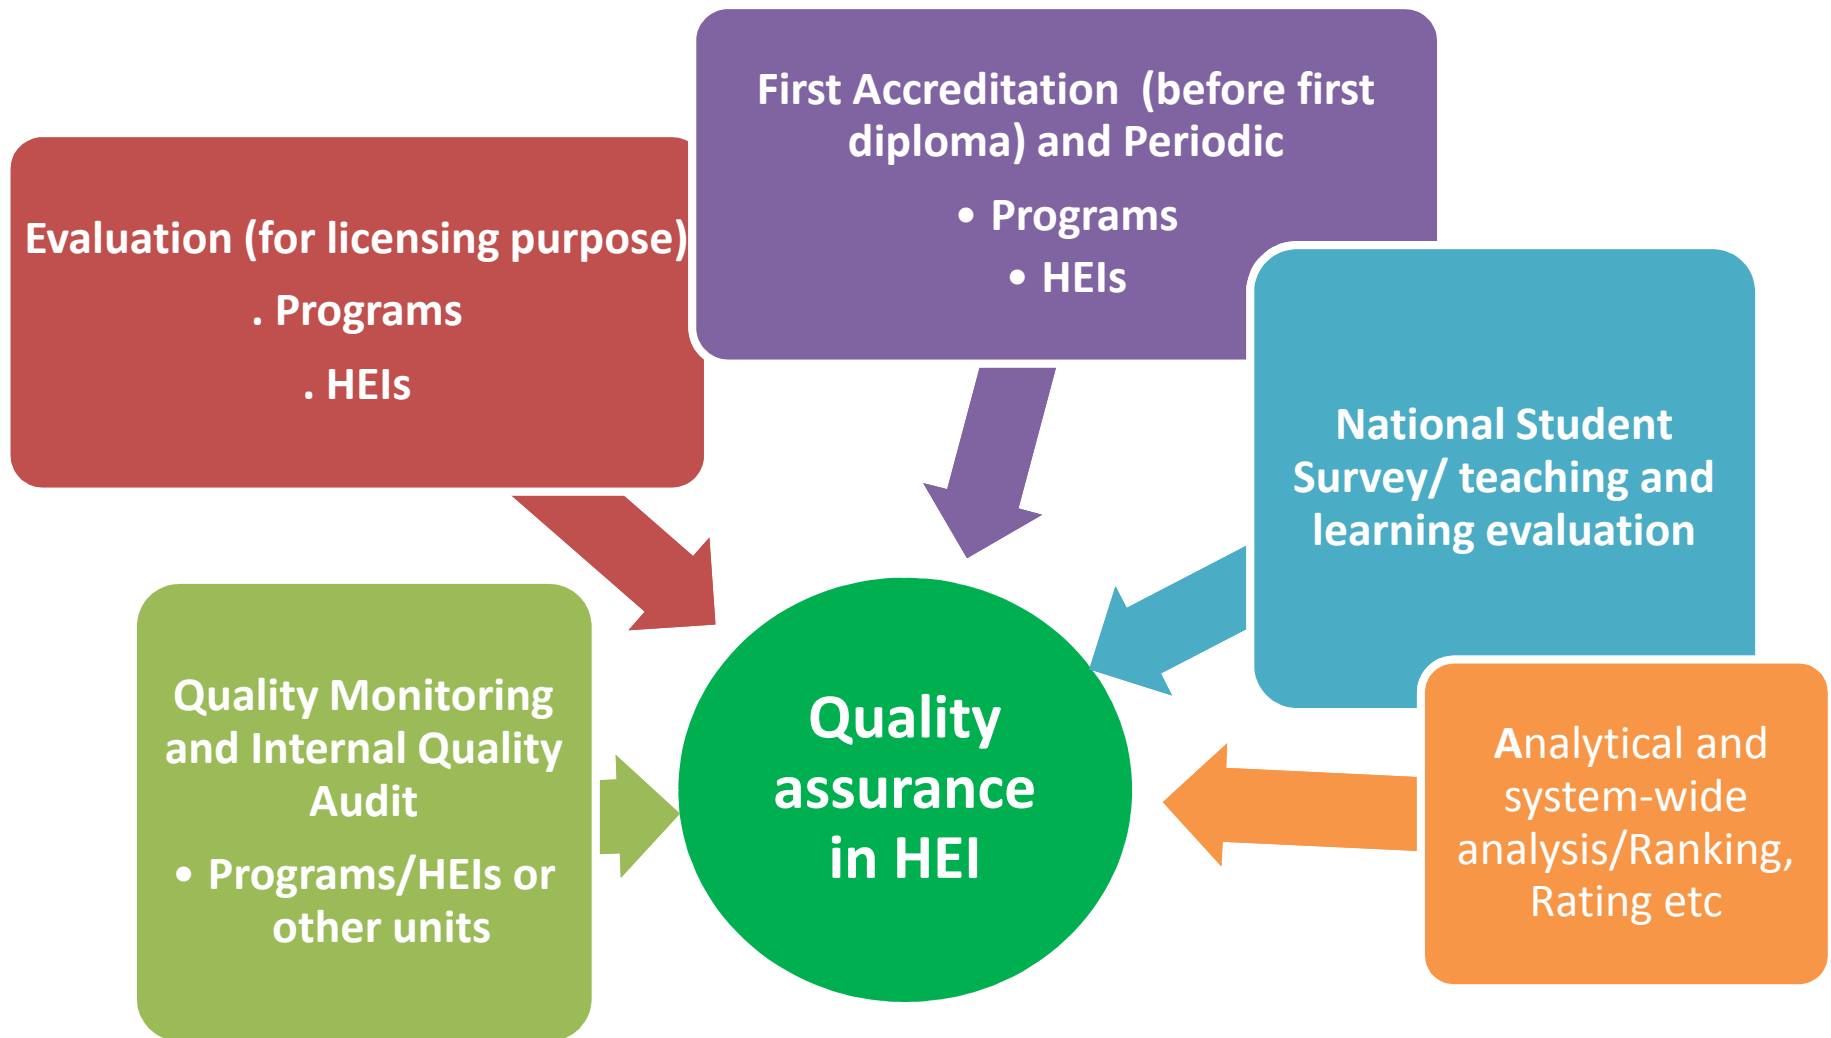 First Accreditation  (before first
diploma) and Periodic
• Programs
• HEIs
Evaluation (for licensing purpose)
. Programs
. HEIs
National Student
Survey/ teaching and
learning evaluation
Quality Monitoring
and Internal Quality
Audit
• Programs/HEIs or
other units
Quality
assurance
in HEI
Analytical and
system-wide
analysis/Ranking,
Rating etc